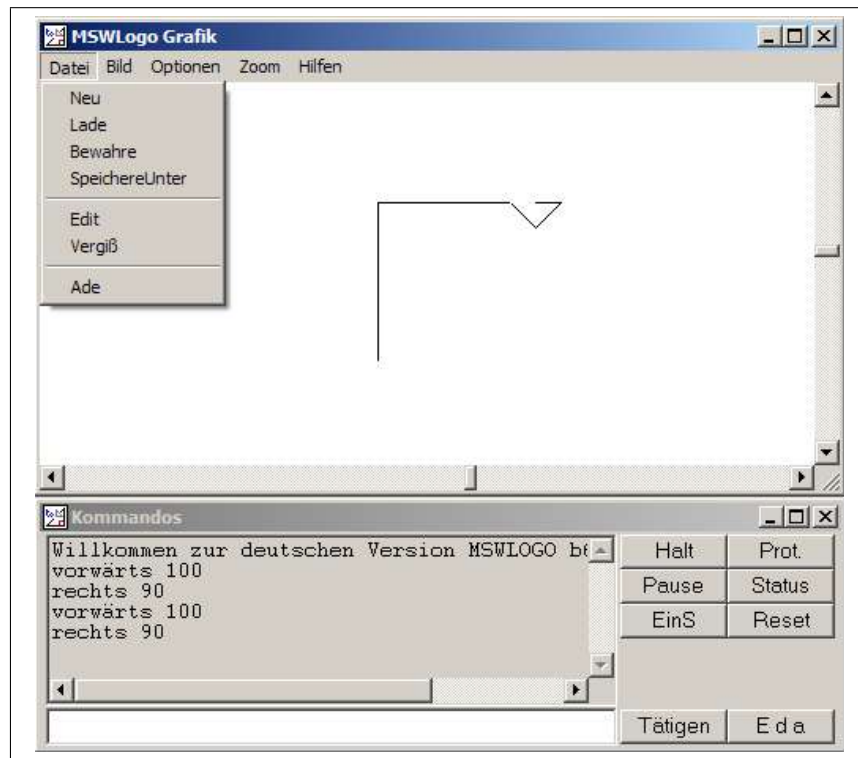 MSWLogo Grafik
Datei Bild Optionen Zoom Hilfen
Neu
Lade
Bewahre
SpeichereUnter
Edit
Vergiß
Ade
Kommandos
Willkommen zur deutschen Version MSWLOGO
vorwärts 100
rechts 90
vorwärts 100
rechts 90
Halt Prot.
Pause Status
EinS Reset
Tätigen E d a